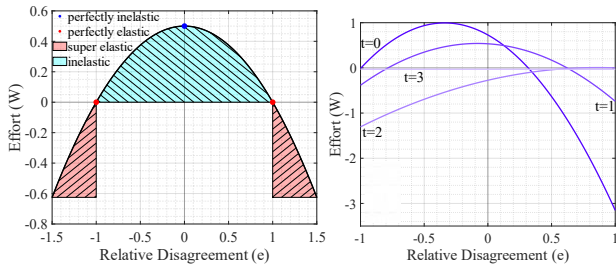 perfectly inelastic
perfectly elastic
super elastic
inelastic
0.6
0.4
0.2
0
-0.2
-0.4
-0.6
-0.8
Effort (W)
-1.5
-1
-0.5
0
0.5
1
1.5
Relative Disagreement (e)
1
0
-1
-2
-3
Effort (W)
t=0
t=3
t=1
t=2
-1
-0.5
0
0.5
1
Relative Disagreement (e)